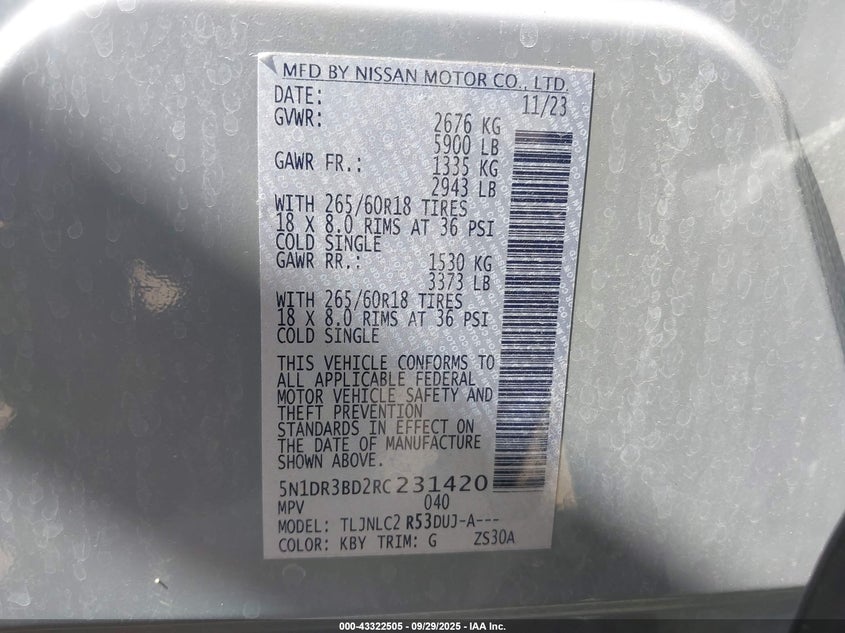 MFD BY NISSAN MOTOR CO., LTD.
DATE: 11/23
GVWR: 2676 KG
5900 LB
GAWR FR.: 1335 KG
2943 LB
WITH 265/60R18 TIRES
18 X 8.0 RIMS AT 36 PSI
COLD SINGLE
GAWR RR.: 1530 KG
3373 LB
WITH 265/60R18 TIRES
18 X 8.0 RIMS AT 36 PSI
COLD SINGLE
THIS VEHICLE CONFORMS TO
ALL APPLICABLE FEDERAL
MOTOR VEHICLE SAFETY AND
THEFT PREVENTION
STANDARDS IN EFFECT ON
THE DATE OF MANUFACTURE
SHOWN ABOVE.
5N1DR3BD2RC231420
MPV 040
MODEL: TLJNLC2 R53DUJ-A---
COLOR: KBY TRIM: G ZS30A
000-43322505 - 09/29/2025 - IAA Inc.